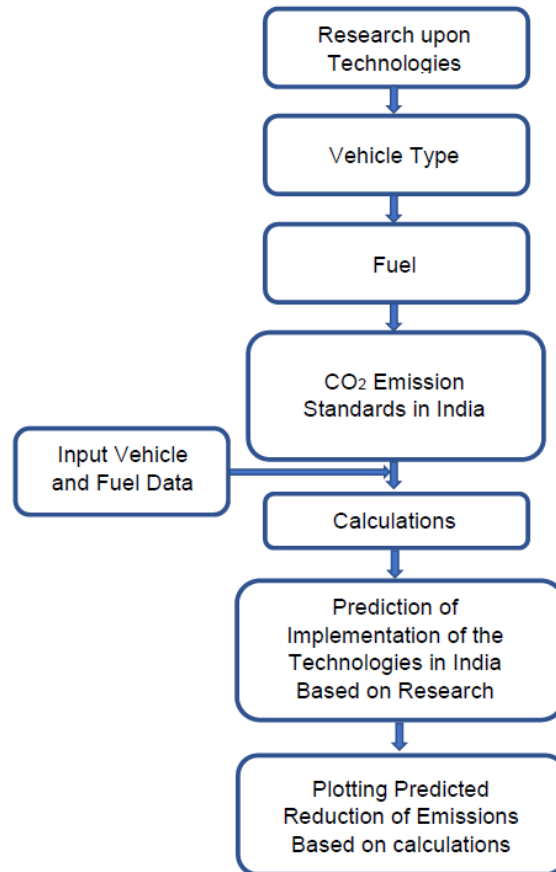 Research upon
Technologies
Vehicle Type
Fuel
CO₂ Emission
Standards in India
Input Vehicle
and Fuel Data
Calculations
Prediction of
Implementation of the
Technologies in India
Based on Research
Plotting Predicted
Reduction of Emissions
Based on calculations